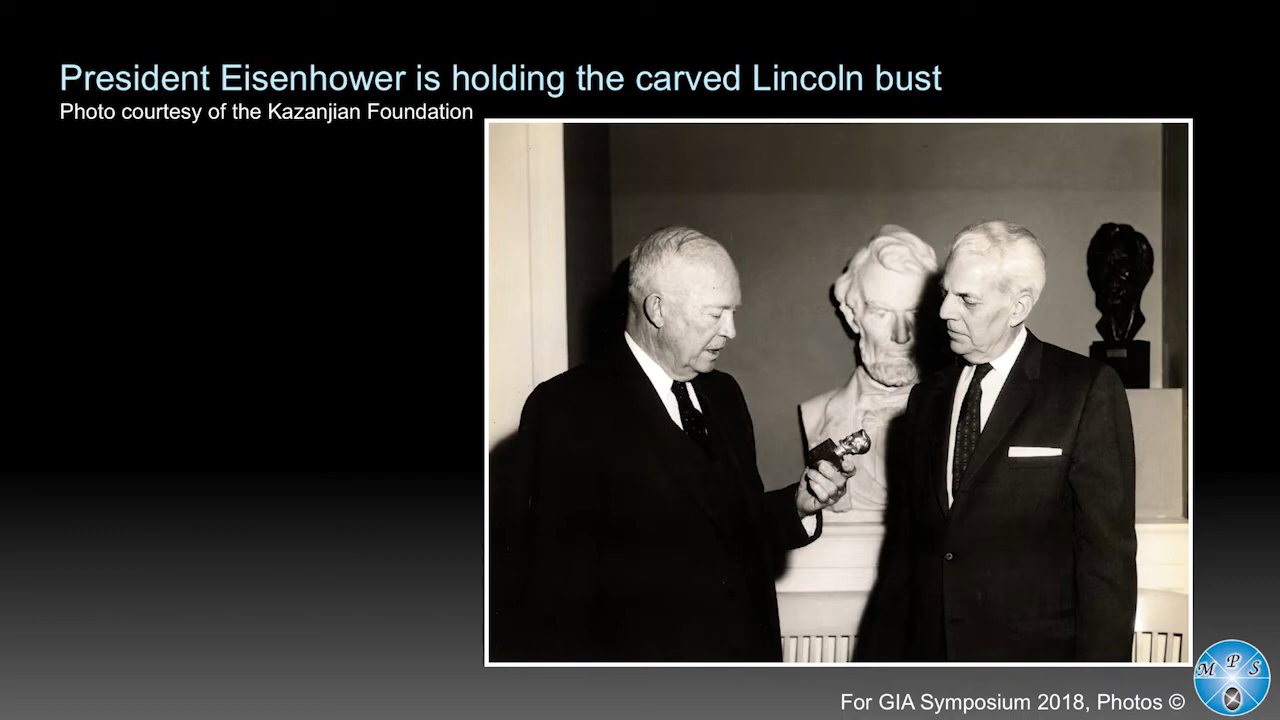 President Eisenhower is holding the carved Lincoln bust
Photo courtesy of the Kazanjian Foundation
For GIA Symposium 2018, Photos ©
M P S